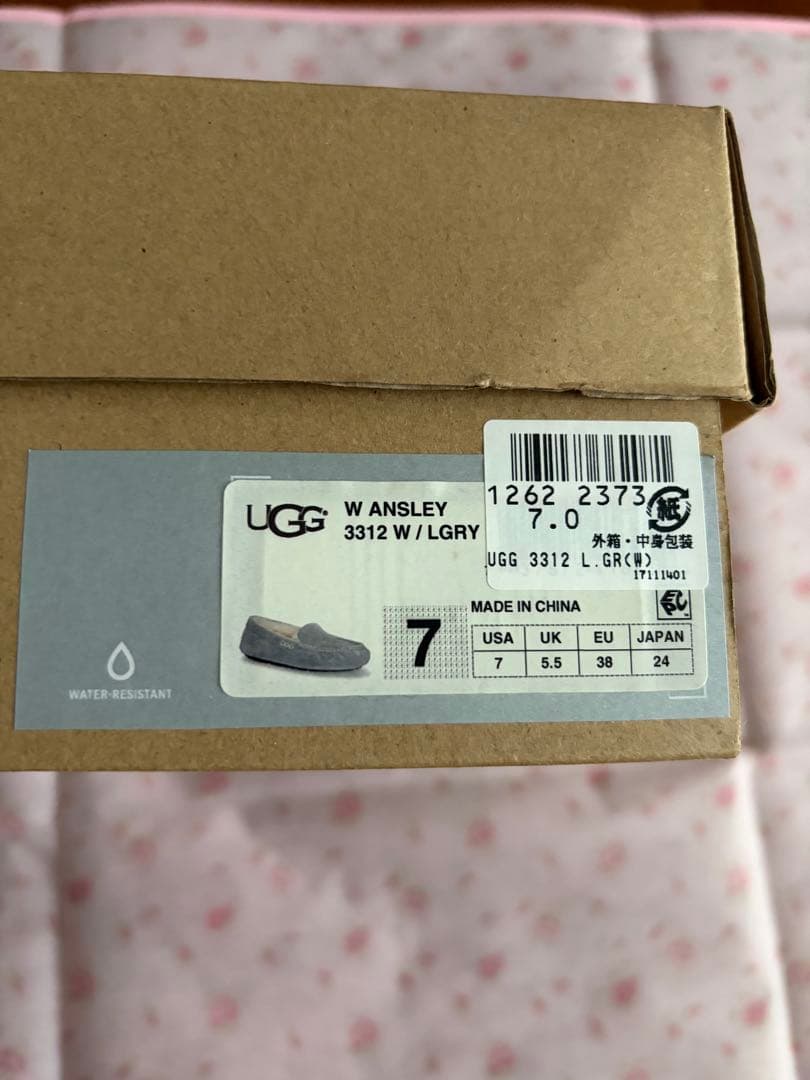 UGG
W ANSLEY
3312 W / LGRY
1262 2373
7.0
紙
外箱・中身包装
UGG 3312 L.GR(W)
17111401
7
MADE IN CHINA
USA UK EU JAPAN
7 5.5 38 24
WATER-RESISTANT